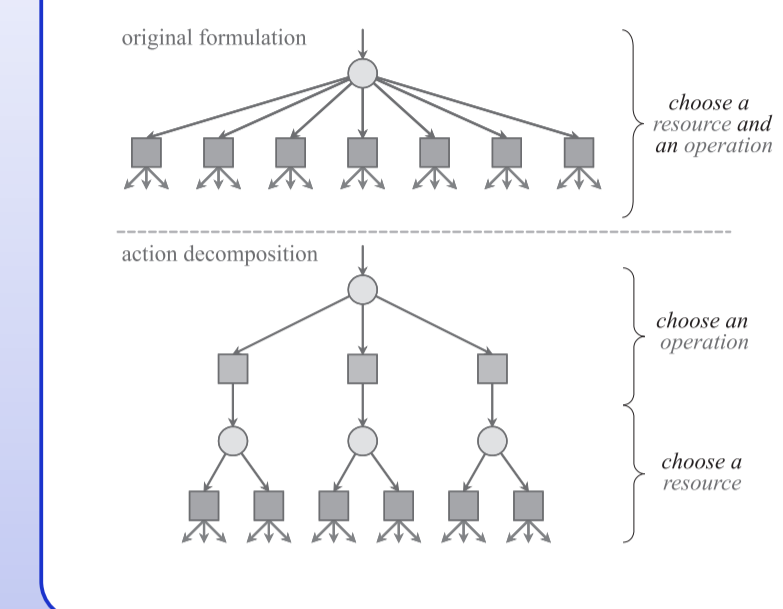 original formulation
choose a
resource and
an operation
action decomposition
choose an
operation
choose a
resource